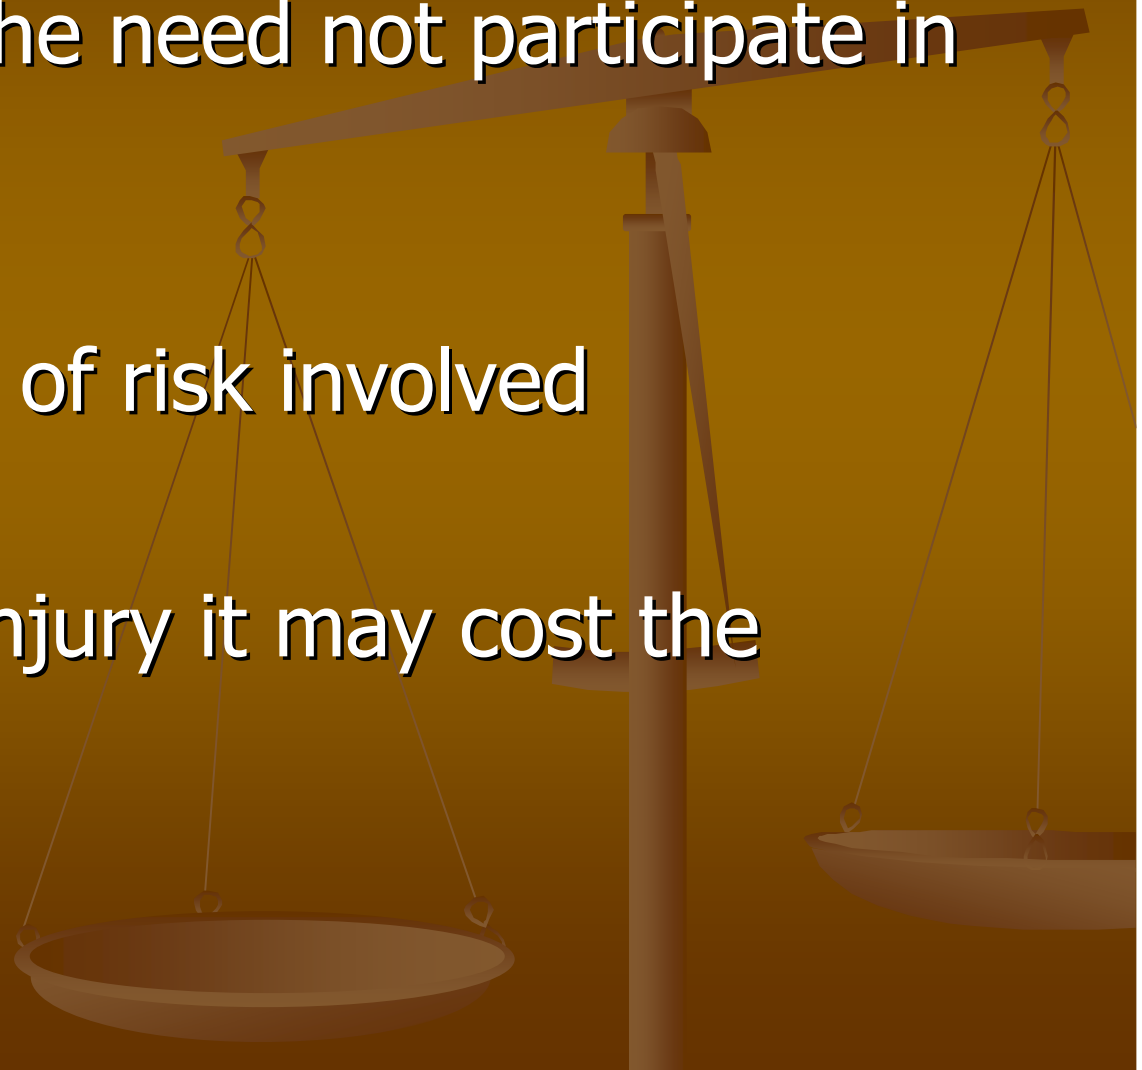 he need not participate in
of risk involved
njury it may cost the